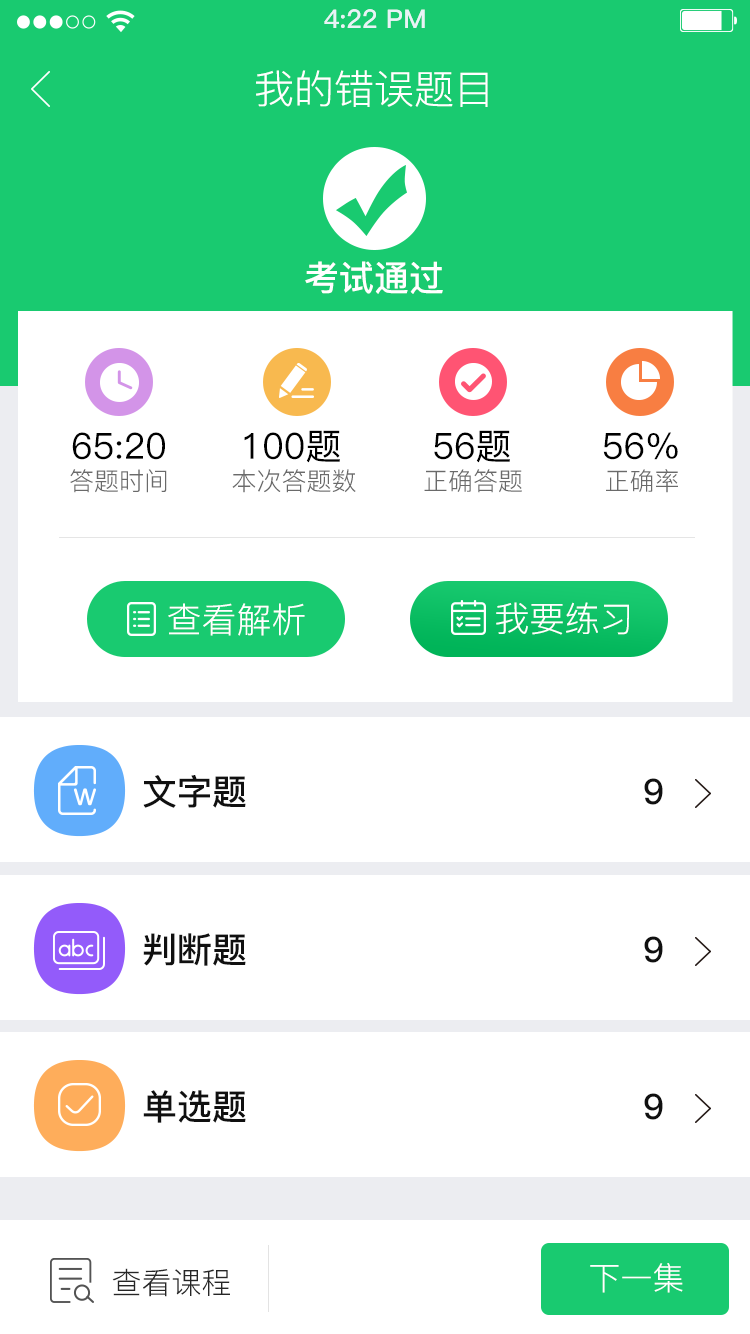 4:22 PM
我的错误题目
考试通过
65:20 100题 56题 56%
答题时间 本次答题数 正确答题 正确率
查看解析 我要练习
W 文字题 9
abc 判断题 9
单选题 9
查看课程 下一集